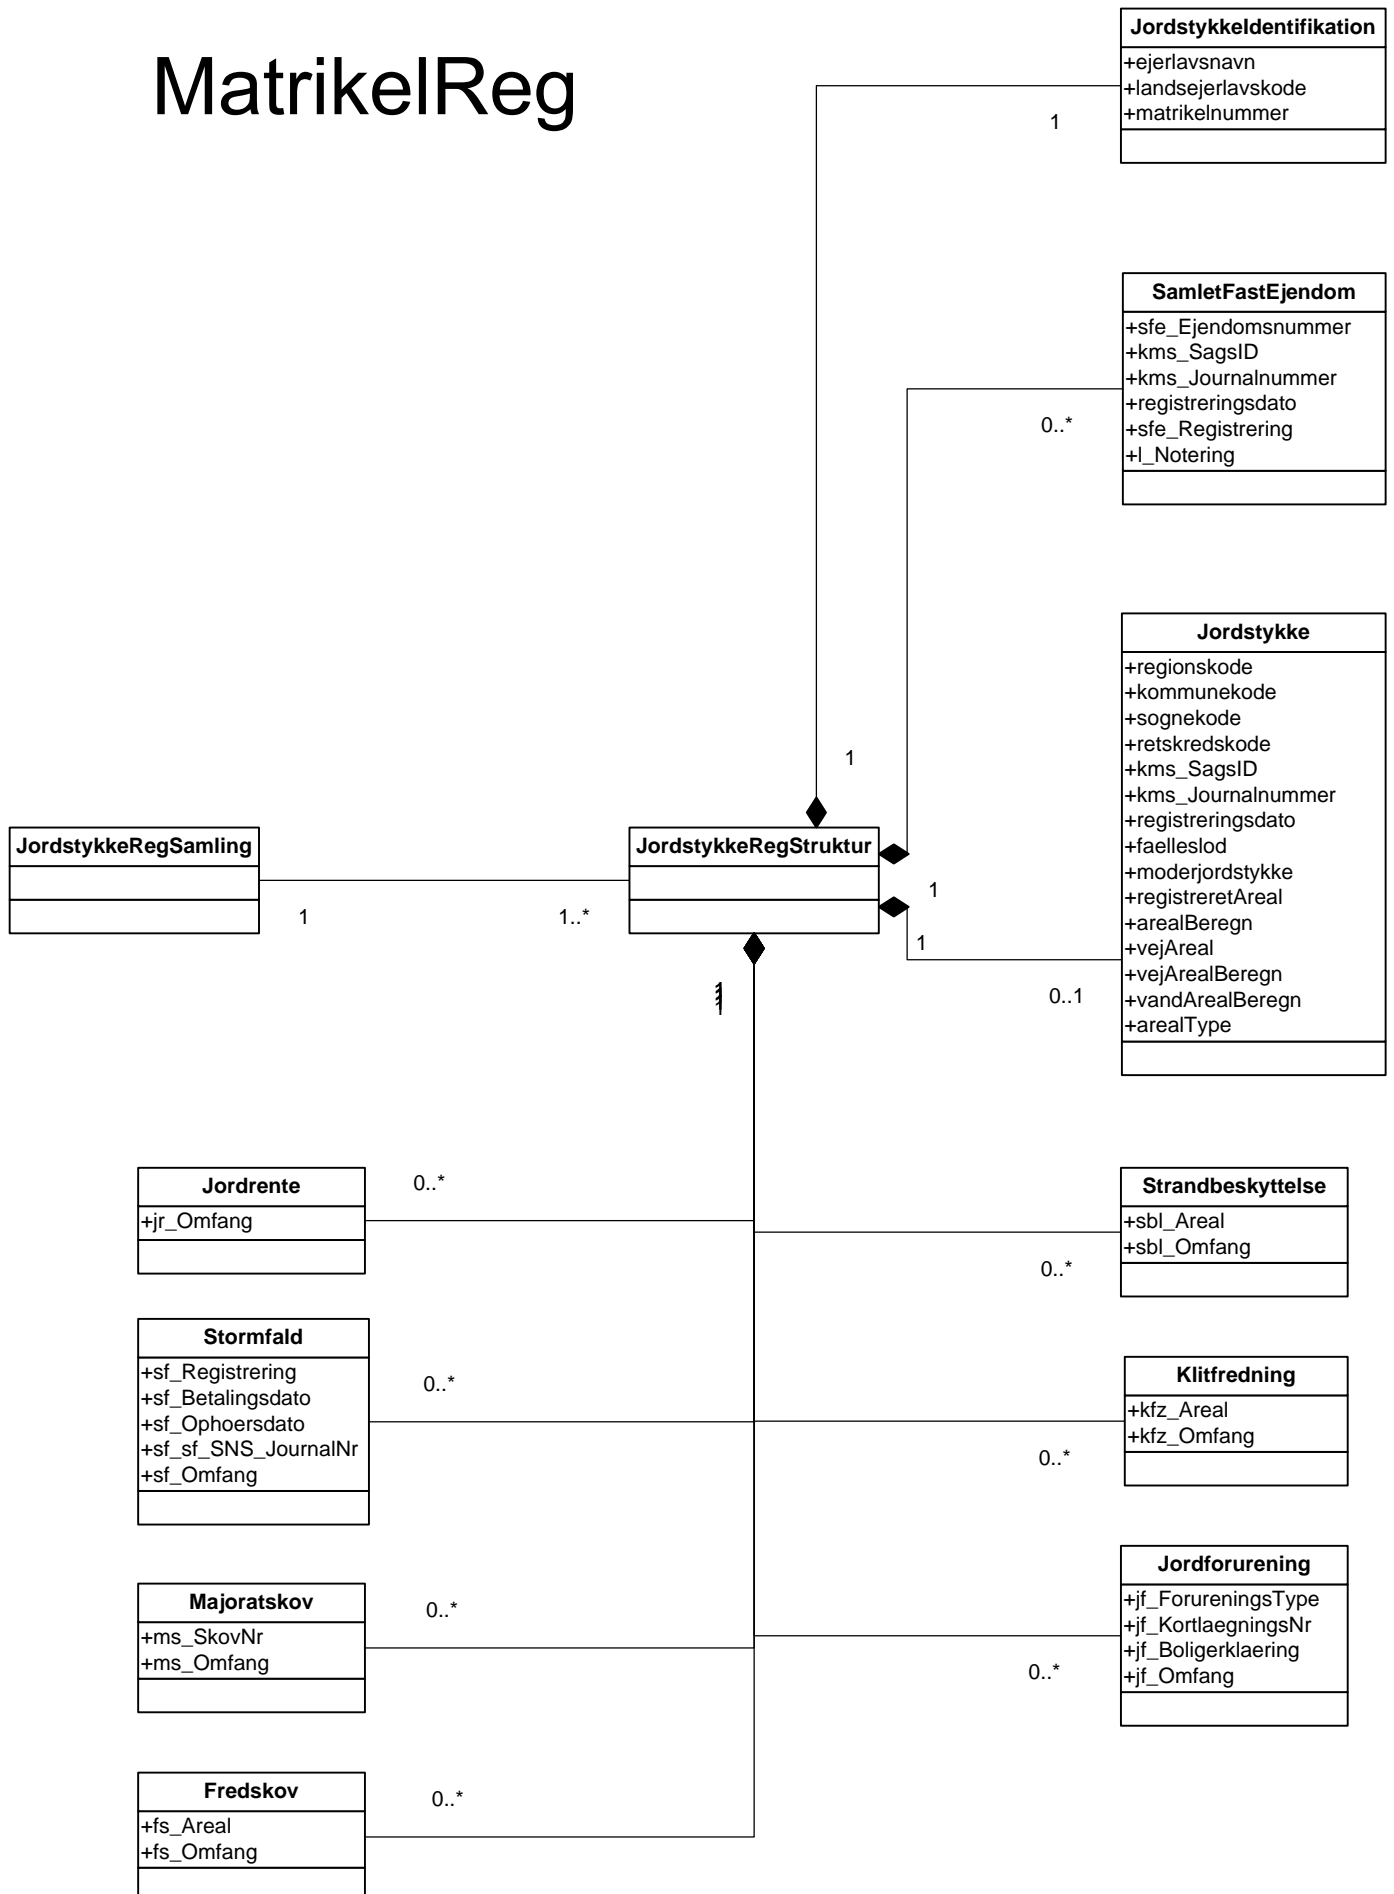 MatrikelReg
JordstykkeIdentifikation
+ejerlavsnavn
+landsejerlavskode
+matrikelnummer
1
SamletFastEjendom
+sfe_Ejendomsnummer
+kms_SagsID
+kms_Journalnummer
+registreringsdato
+sfe_Registrering
+l_Notering
0..*
Jordstykke
+regionskode
+kommunekode
+sognekode
+retskredskode
+kms_SagsID
+kms_Journalnummer
+registreringsdato
+faelleslod
+moderjordstykke
+registreretAreal
+arealBeregn
+vejAreal
+vejArealBeregn
+vandArealBeregn
+arealType
1
JordstykkeRegSamling
JordstykkeRegStruktur
1
1..*
1
1
0..1
1
Jordrente
+jr_Omfang
0..*
Strandbeskyttelse
+sbl_Areal
+sbl_Omfang
0..*
Stormfald
+sf_Registrering
+sf_Betalingsdato
+sf_Ophoersdato
+sf_sf_SNS_JournalNr
+sf_Omfang
0..*
Klitfredning
+kfz_Areal
+kfz_Omfang
0..*
Majoratskov
+ms_SkovNr
+ms_Omfang
0..*
Jordforurening
+jf_ForureningsType
+jf_KortlaegningsNr
+jf_Boligerklaering
+jf_Omfang
0..*
Fredskov
+fs_Areal
+fs_Omfang
0..*